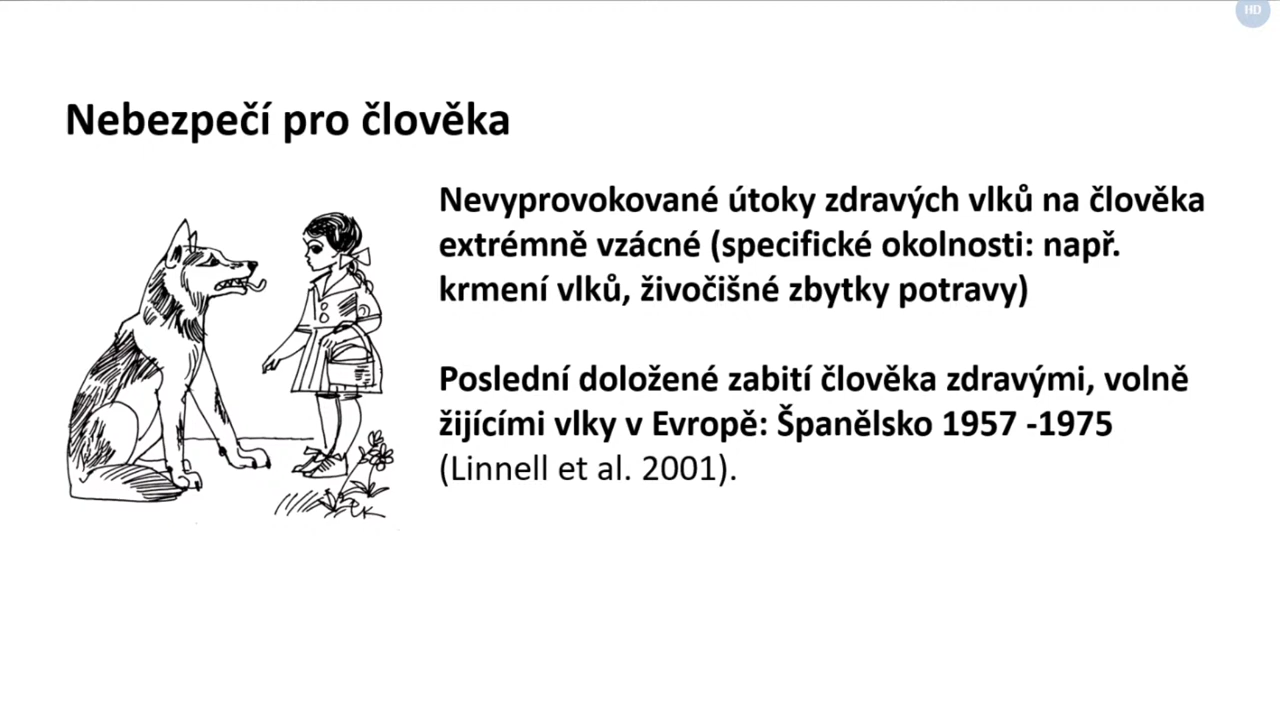 HD
Nebezpečí pro člověka
Nevyprovokované útoky zdravých vlků na člověka
extrémně vzácné (specifické okolnosti: např.
krmení vlků, živočišné zbytky potravy)
Poslední doložené zabití člověka zdravými, volně
žijícími vlky v Evropě: Španělsko 1957 -1975
(Linnell et al. 2001).